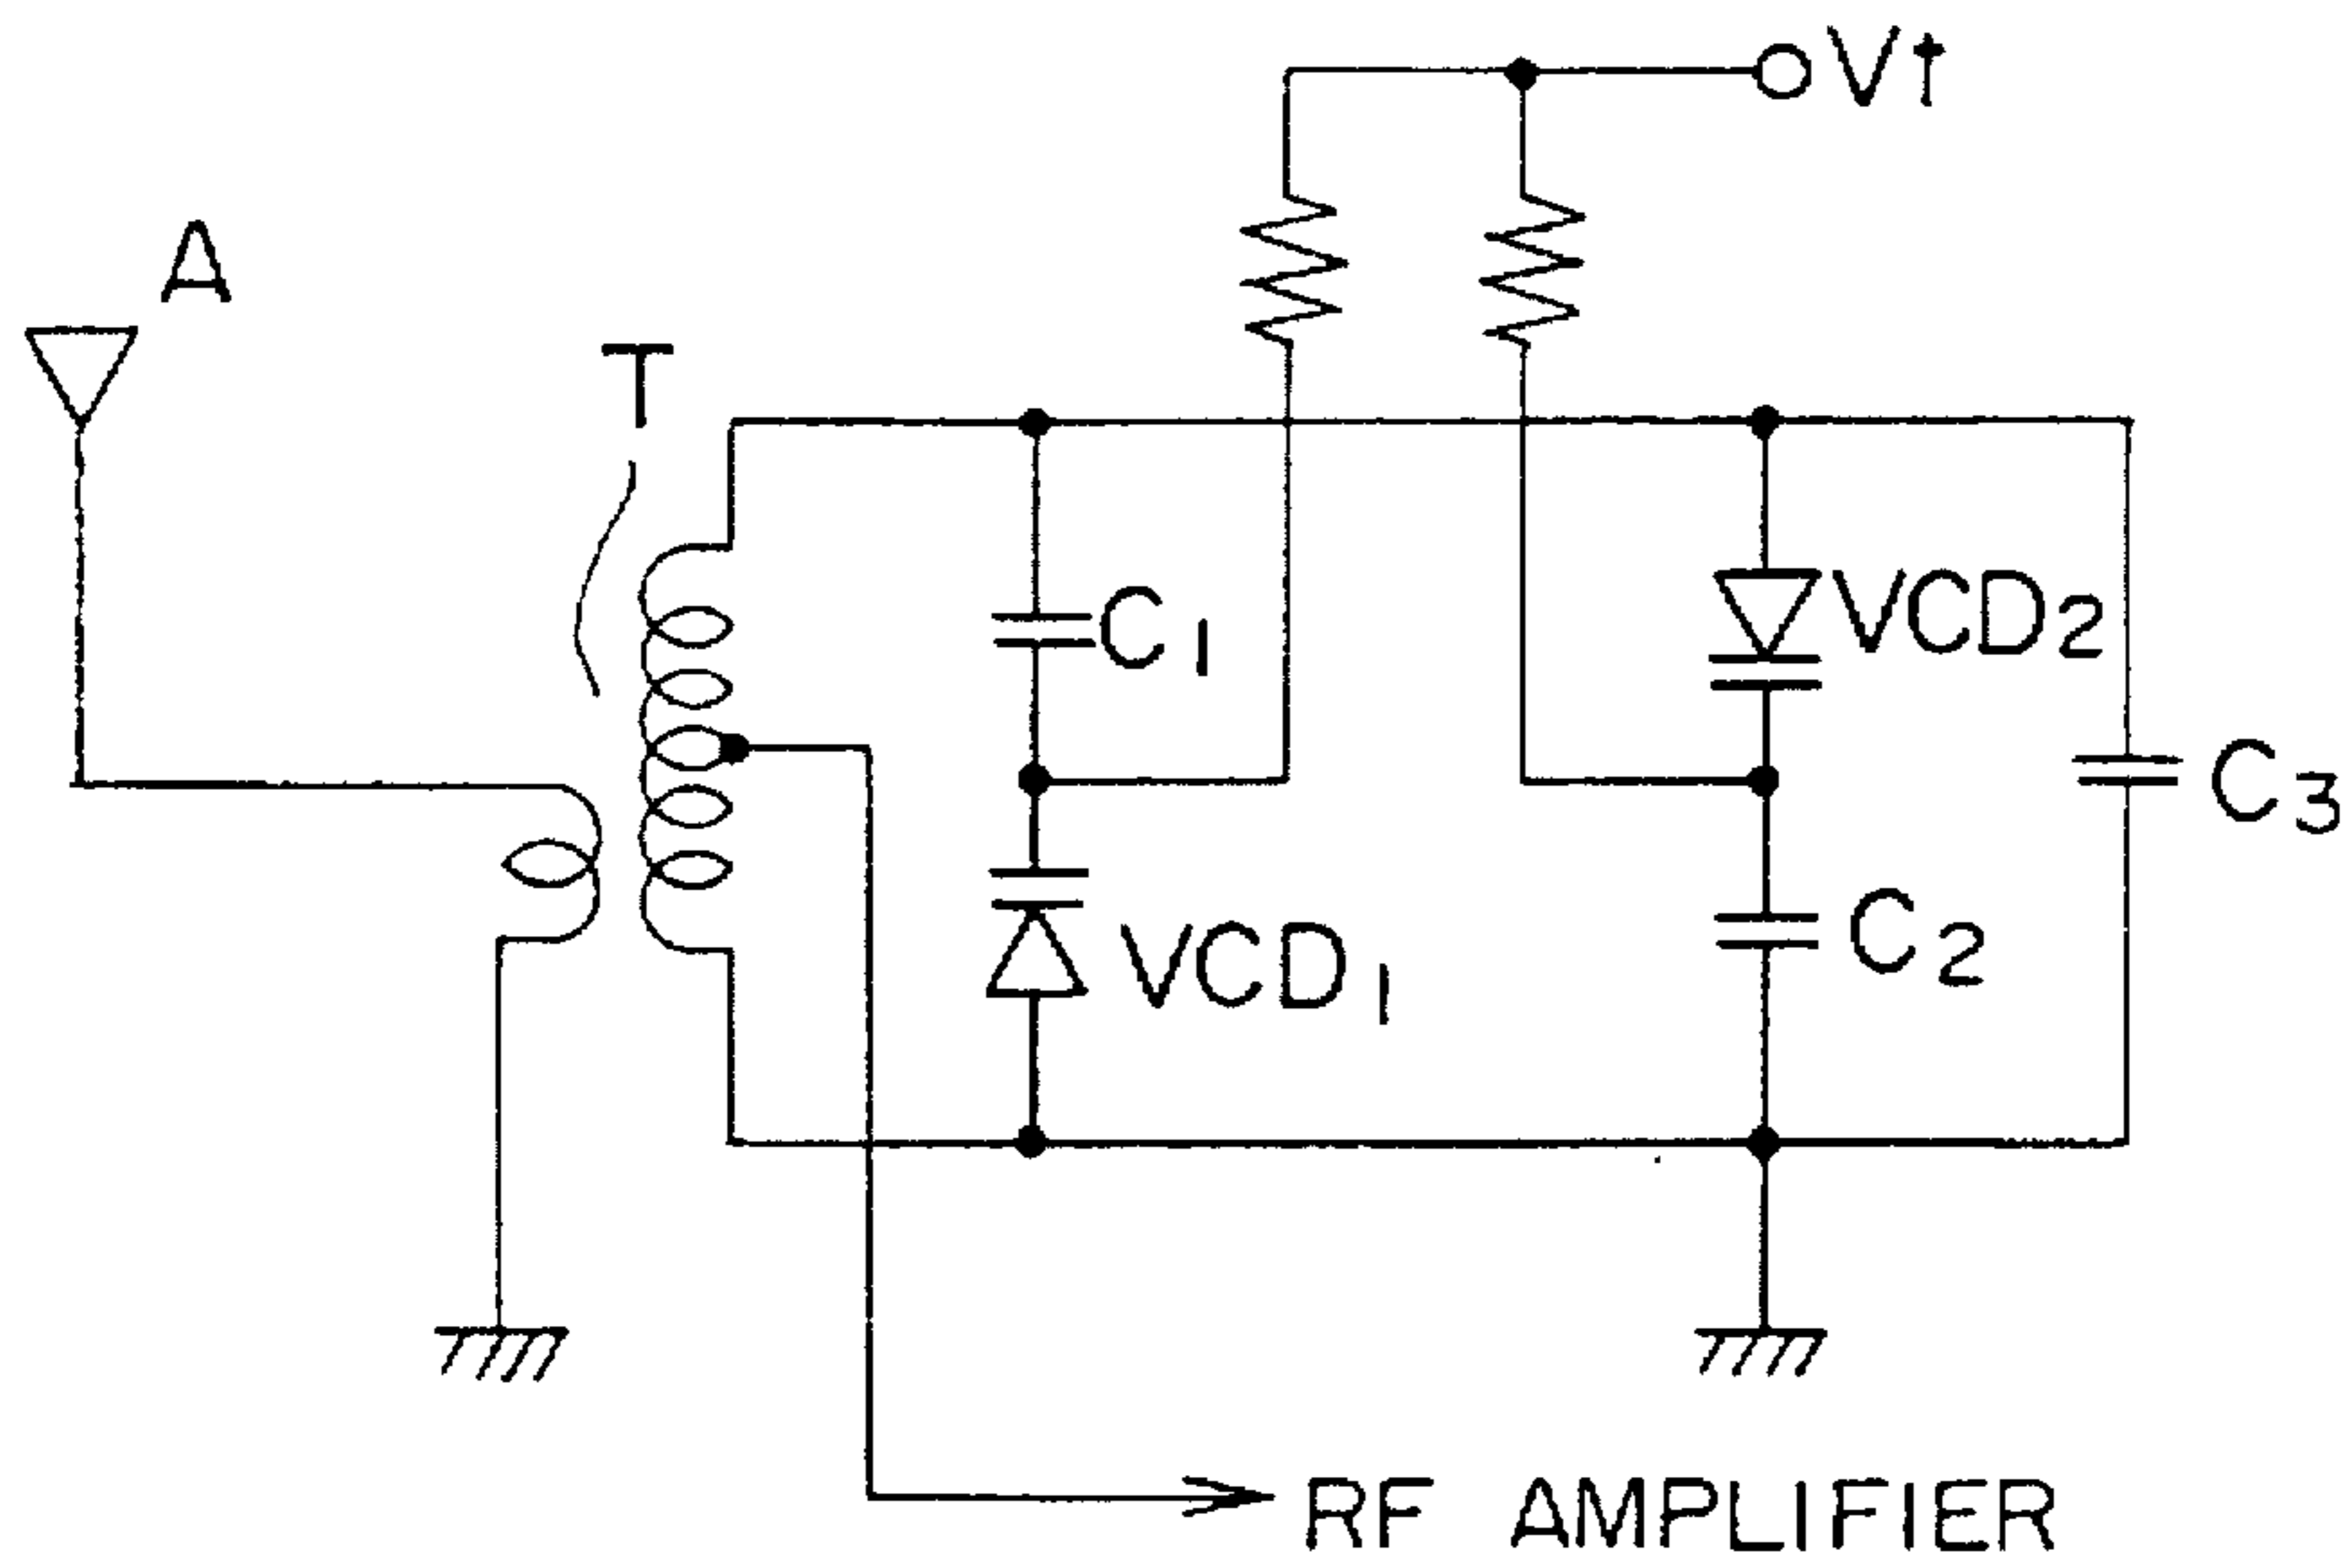 Vt
A
T
C1
VCD2
C3
C2
VCD1
RF AMPLIFIER